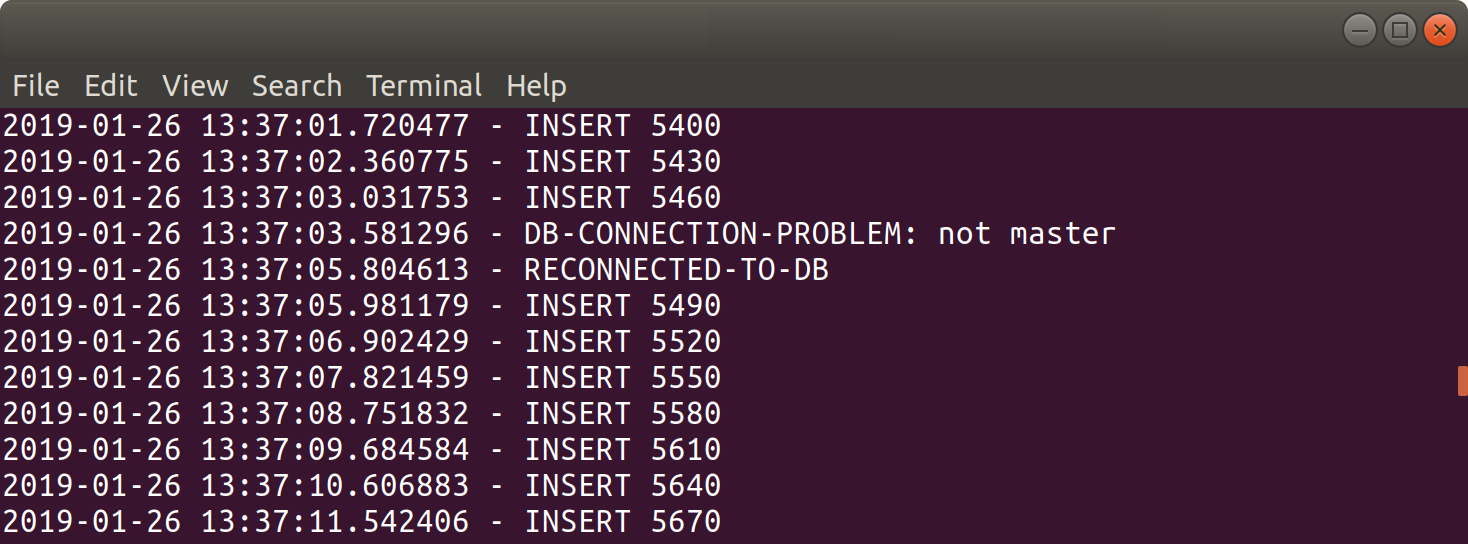 File Edit View Search Terminal Help
2019-01-26 13:37:01.720477 - INSERT 5400
2019-01-26 13:37:02.360775 - INSERT 5430
2019-01-26 13:37:03.031753 - INSERT 5460
2019-01-26 13:37:03.581296 - DB-CONNECTION-PROBLEM: not master
2019-01-26 13:37:05.804613 - RECONNECTED-TO-DB
2019-01-26 13:37:05.981179 - INSERT 5490
2019-01-26 13:37:06.902429 - INSERT 5520
2019-01-26 13:37:07.821459 - INSERT 5550
2019-01-26 13:37:08.751832 - INSERT 5580
2019-01-26 13:37:09.684584 - INSERT 5610
2019-01-26 13:37:10.606883 - INSERT 5640
2019-01-26 13:37:11.542406 - INSERT 5670